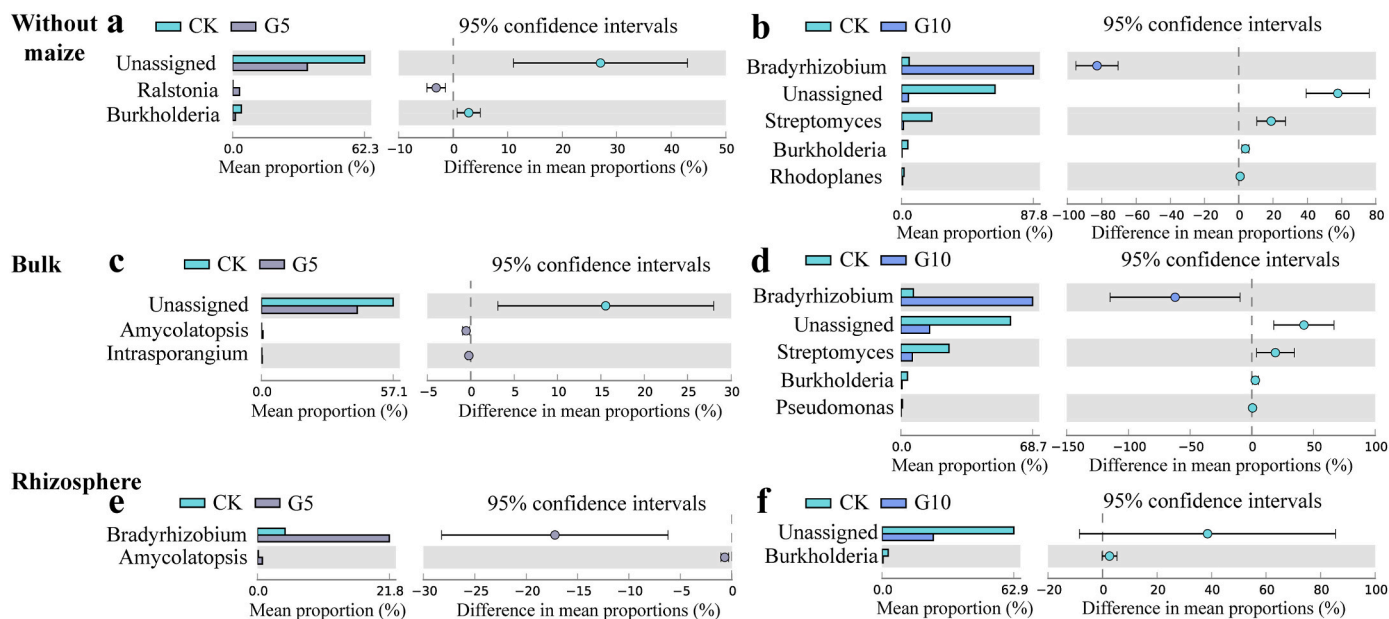 Without
maize
a
CK G5
95% confidence intervals
Unassigned
Ralstonia
Burkholderia
0.0 62.3
Mean proportion (%)
−10 0 10 20 30 40 50
Difference in mean proportions (%)
b
CK G10
95% confidence intervals
Bradyrhizobium
Unassigned
Streptomyces
Burkholderia
Rhodoplanes
0.0 87.8
Mean proportion (%)
−100 −80 −60 −40 −20 0 20 40 60 80
Difference in mean proportions (%)
Bulk
c
CK G5
95% confidence intervals
Unassigned
Amycolatopsis
Intrasporangium
0.0 57.1
Mean proportion (%)
−5 0 5 10 15 20 25 30
Difference in mean proportions (%)
d
CK G10
95% confidence intervals
Bradyrhizobium
Unassigned
Streptomyces
Burkholderia
Pseudomonas
0.0 68.7
Mean proportion (%)
−150 −100 −50 0 50 100
Difference in mean proportions (%)
Rhizosphere
e
CK G5
95% confidence intervals
Bradyrhizobium
Amycolatopsis
0.0 21.8
Mean proportion (%)
−30 −25 −20 −15 −10 −5 0
Difference in mean proportions (%)
f
CK G10
95% confidence intervals
Unassigned
Burkholderia
0.0 62.9
Mean proportion (%)
−20 0 20 40 60 80 100
Difference in mean proportions (%)